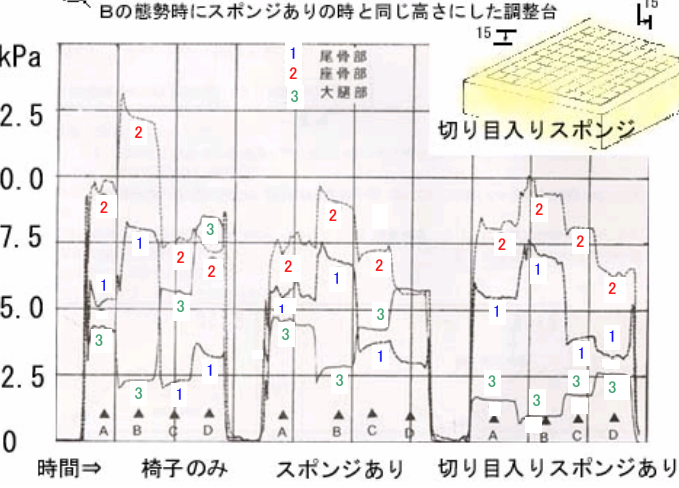 Bの態勢時にスポンジありの時と同じ高さにした調整台
15
15
kPa
1 尾骨部
2 座骨部
3 大腿部
切り目入りスポンジ
2.5
0.0
7.5
5.0
2.5
0
2 2 2 3 2
1 1 3
3 3 1 1
2 2 2
1 1 3
3 3 1
2 2 2 2
1 1 1 1
3 3 3 3
A B C D A B C D A B C D
時間⇒ 椅子のみ スポンジあり 切り目入りスポンジあり